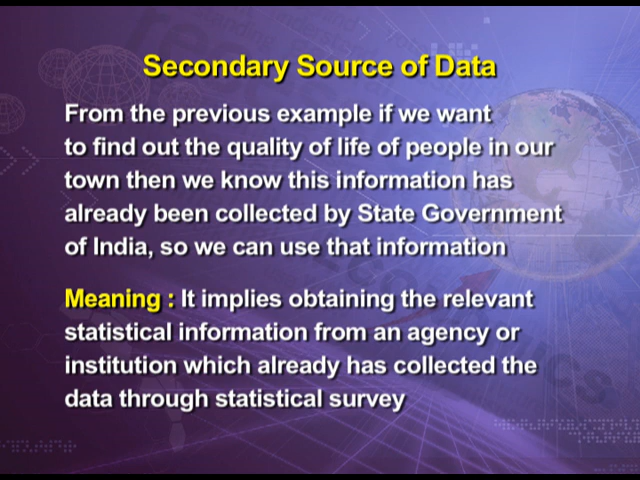 Secondary Source of Data
From the previous example if we want
to find out the quality of life of people in our
town then we know this information has
already been collected by State Government
of India, so we can use that information
Meaning : It implies obtaining the relevant
statistical information from an agency or
institution which already has collected the
data through statistical survey